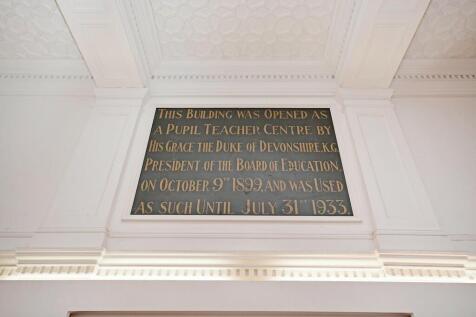 THIS BUILDING WAS OPENED AS
A PUPIL TEACHER CENTRE BY
HIS GRACE THE DUKE OF DEVONSHIRE, K.G.
PRESIDENT OF THE BOARD OF EDUCATION.
ON OCTOBER 9TH 1899, AND WAS USED
AS SUCH UNTIL JULY 31ST 1933.